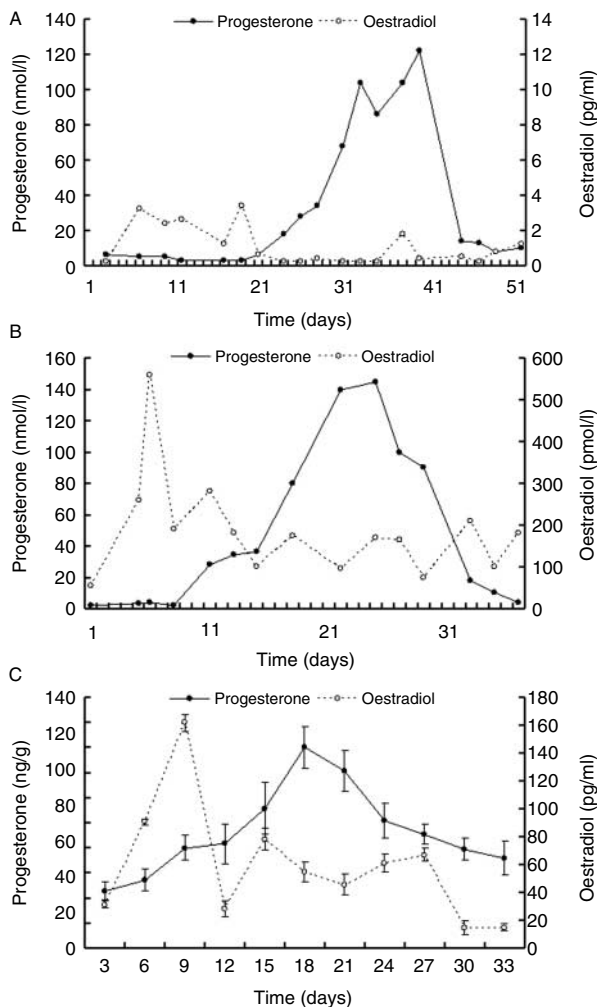 A
Progesterone Oestradiol
Progesterone (nmol/l)
140
120
100
80
60
40
20
0
Oestradiol (pg/ml)
14
12
10
8
6
4
2
0
1 11 21 31 41 51
Time (days)
B
Progesterone Oestradiol
Progesterone (nmol/l)
160
140
120
100
80
60
40
20
0
Oestradiol (pmol/l)
600
500
400
300
200
100
0
1 11 21 31
Time (days)
C
Progesterone Oestradiol
Progesterone (ng/g)
140
120
100
80
60
40
20
0
Oestradiol (pg/ml)
180
160
140
120
100
80
60
40
20
0
3 6 9 12 15 18 21 24 27 30 33
Time (days)